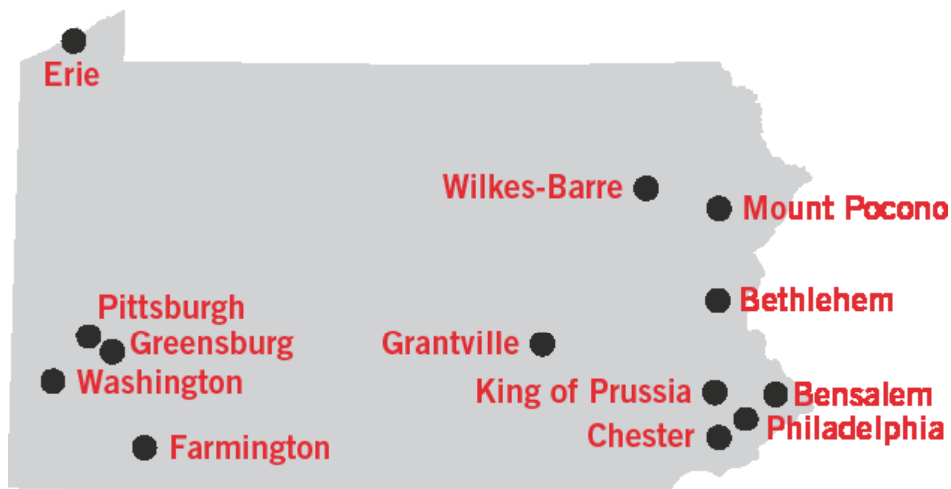 Erie
Wilkes-Barre
Mount Pocono
Bethlehem
Pittsburgh
Greensburg
Grantville
Washington
King of Prussia
Bensalem
Philadelphia
Chester
Farmington